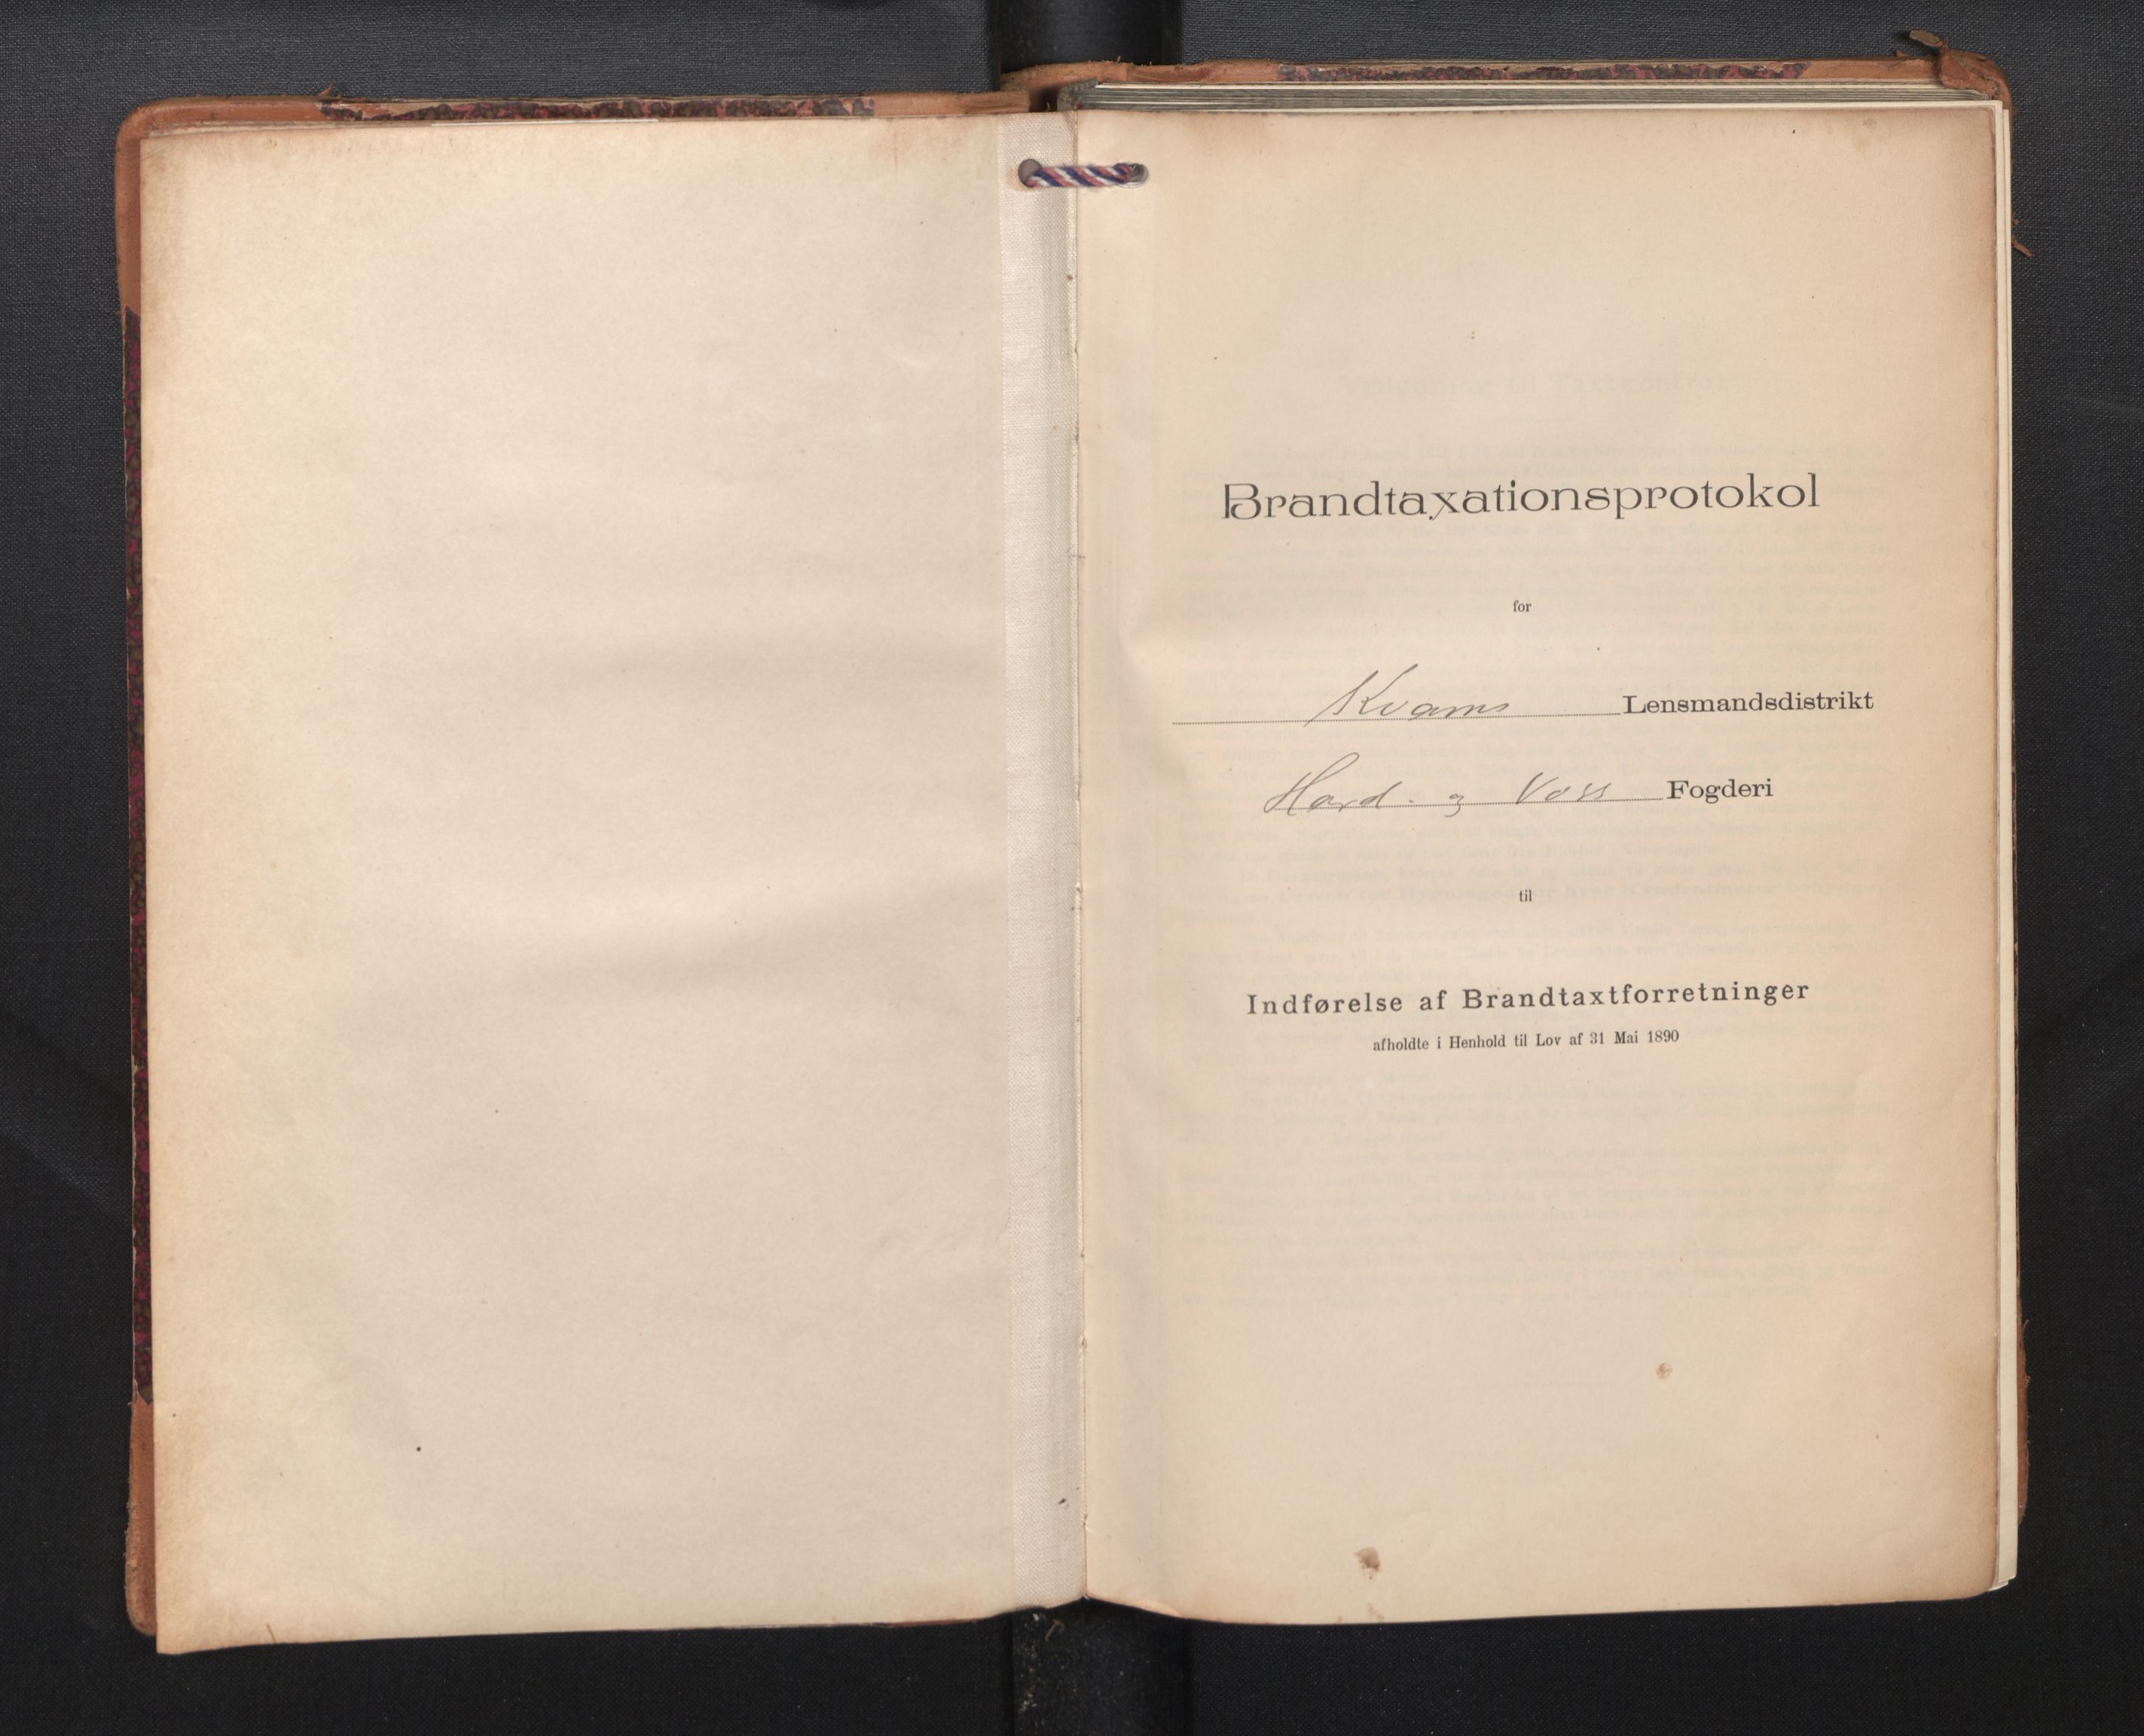 Brandtaxationsprotokol
for
Kvams Lensmandsdistrikt
Hard. og Voss Fogderi
til
Indførelse af Brandtaxtforretninger
afholdte i Henhold til Lov af 31 Mai 1890